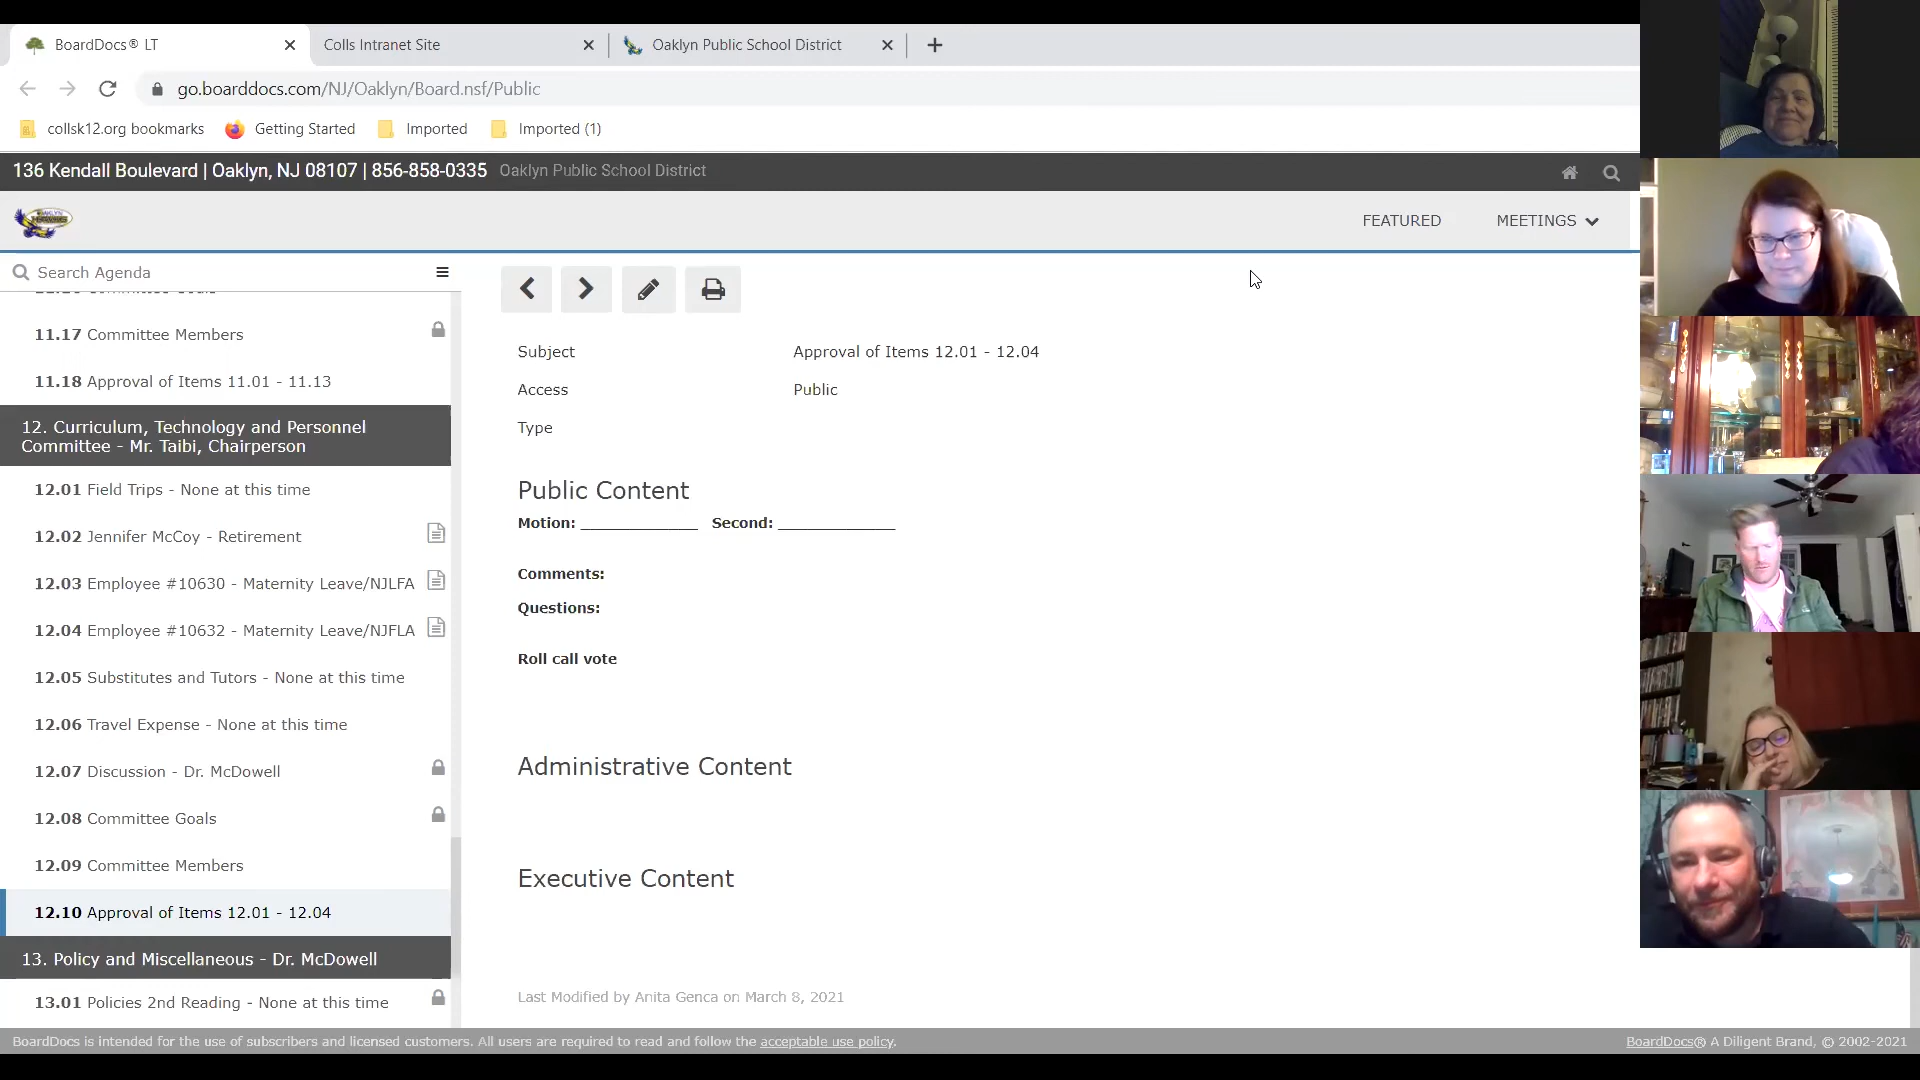 BoardDocs® LT
Colls Intranet Site
Oaklyn Public School District
go.boarddocs.com/NJ/Oaklyn/Board.nsf/Public
collsk12.org bookmarks
Getting Started
Imported
Imported (1)
136 Kendall Boulevard | Oaklyn, NJ 08107 | 856-858-0335 Oaklyn Public School District
FEATURED
MEETINGS
Search Agenda
11.17 Committee Members
11.18 Approval of Items 11.01 - 11.13
12. Curriculum, Technology and Personnel
Committee - Mr. Taibi, Chairperson
12.01 Field Trips - None at this time
12.02 Jennifer McCoy - Retirement
12.03 Employee #10630 - Maternity Leave/NJLFA
12.04 Employee #10632 - Maternity Leave/NJFLA
12.05 Substitutes and Tutors - None at this time
12.06 Travel Expense - None at this time
12.07 Discussion - Dr. McDowell
12.08 Committee Goals
12.09 Committee Members
12.10 Approval of Items 12.01 - 12.04
13. Policy and Miscellaneous - Dr. McDowell
13.01 Policies 2nd Reading - None at this time
Subject Approval of Items 12.01 - 12.04
Access Public
Type
Public Content
Motion: ____________ Second: ____________
Comments:
Questions:
Roll call vote
Administrative Content
Executive Content
Last Modified by Anita Genca on March 8, 2021
BoardDocs is intended for the use of subscribers and licensed customers. All users are required to read and follow the acceptable use policy.
BoardDocs® A Diligent Brand, © 2002-2021